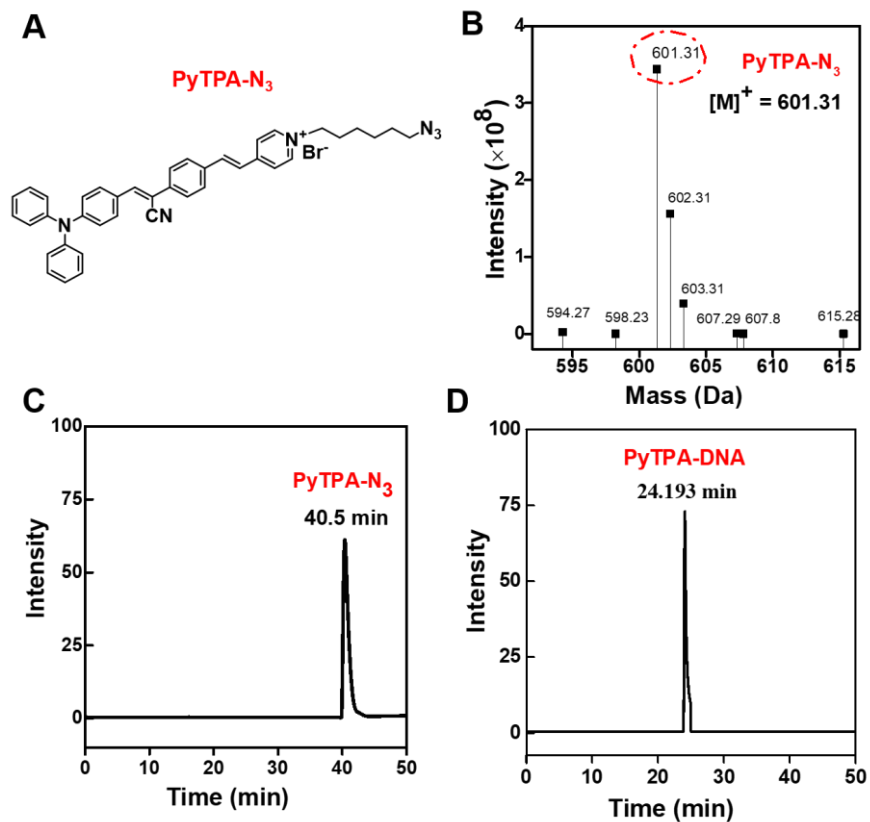 A
PyTPA-N₃
N₃
N⁺
Br⁻
CN
N
B
4
3
2
1
0
Intensity (×10⁸)
601.31
PyTPA-N₃
[M]⁺ = 601.31
602.31
603.31
594.27
598.23
607.29
607.8
615.28
595
600
605
610
615
Mass (Da)
C
100
75
50
25
0
Intensity
PyTPA-N₃
40.5 min
0
10
20
30
40
50
Time (min)
D
100
75
50
25
0
Intensity
PyTPA-DNA
24.193 min
0
10
20
30
40
50
Time (min)